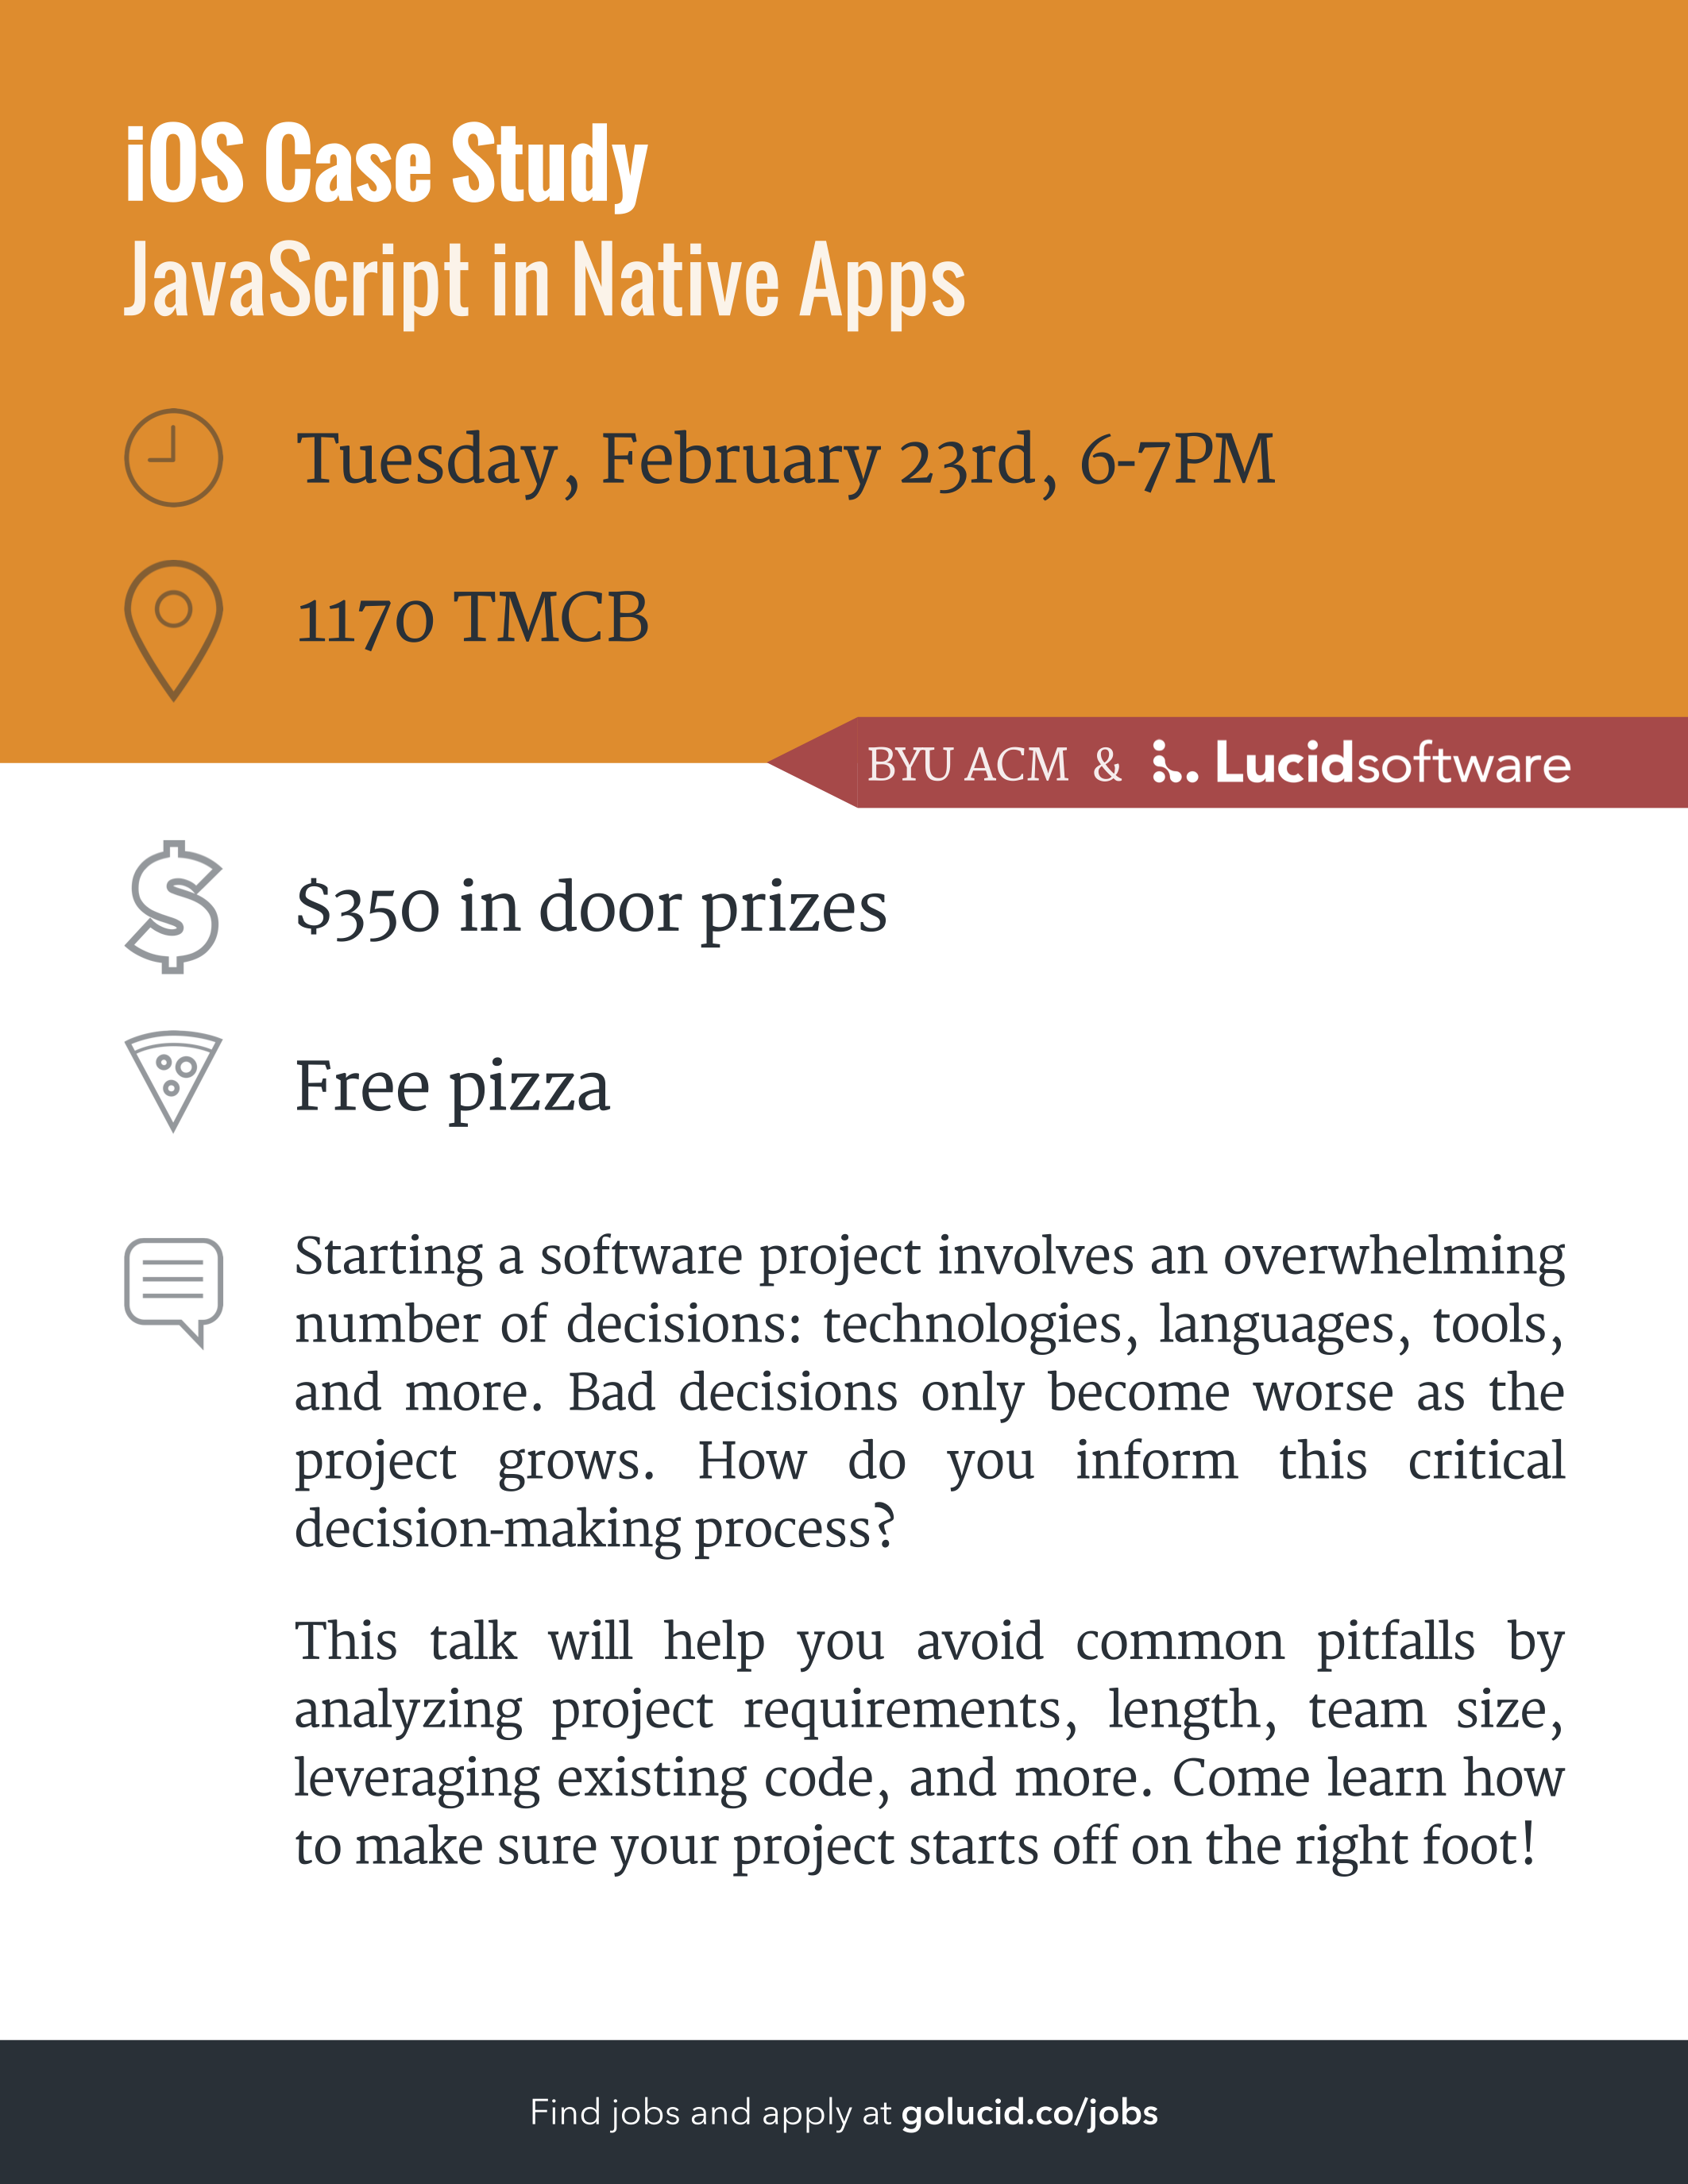 iOS Case Study
JavaScript in Native Apps
Tuesday, February 23rd, 6-7PM
1170 TMCB
BYU ACM & Lucidsoftware
$350 in door prizes
Free pizza
Starting a software project involves an overwhelming
number of decisions: technologies, languages, tools,
and more. Bad decisions only become worse as the
project grows. How do you inform this critical
decision-making process?
This talk will help you avoid common pitfalls by
analyzing project requirements, length, team size,
leveraging existing code, and more. Come learn how
to make sure your project starts off on the right foot!
Find jobs and apply at golucid.co/jobs